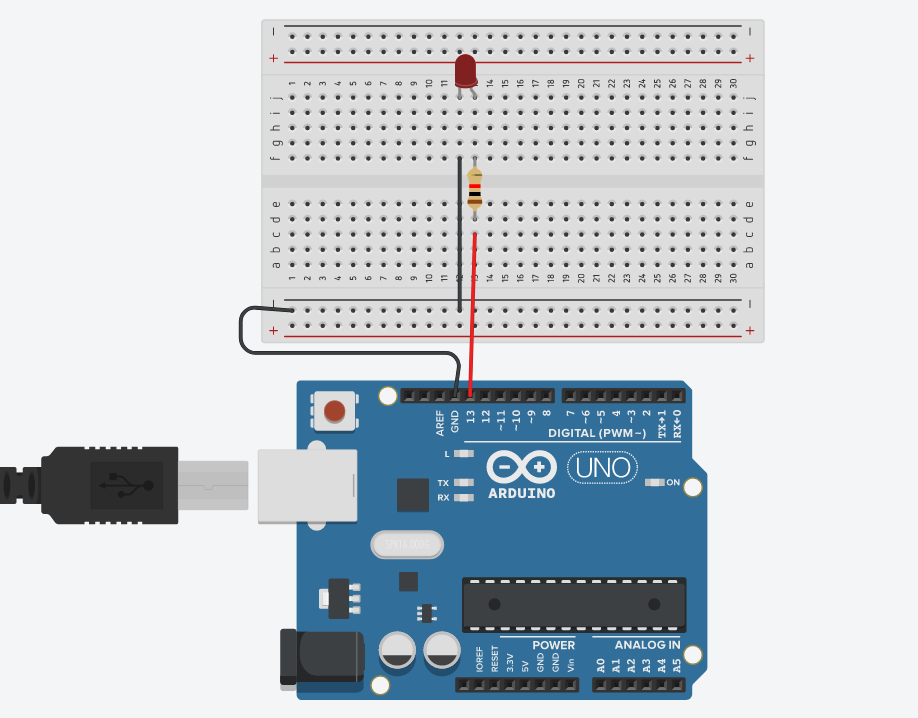 − −
+ +
1 2 3 4 5 6 7 8 9 10 11 14 15 16 17 18 19 20 21 22 23 24 25 26 27 28 29 30
j j
i i
h h
g g
f f
e e
d d
c c
b b
a a
1 2 3 4 5 6 7 8 9 10 11 12 13 14 15 16 17 18 19 20 21 22 23 24 25 26 27 28 29 30
− −
+ +
AREF GND 13 12 ~11 ~10 ~9 8 7 ~6 ~5 4 ~3 2 TX→1 RX←0
DIGITAL (PWM~)
L
TX
RX
UNO
ARDUINO
ON
POWER ANALOG IN
IOREF RESET 3.3V 5V GND GND Vin A0 A1 A2 A3 A4 A5